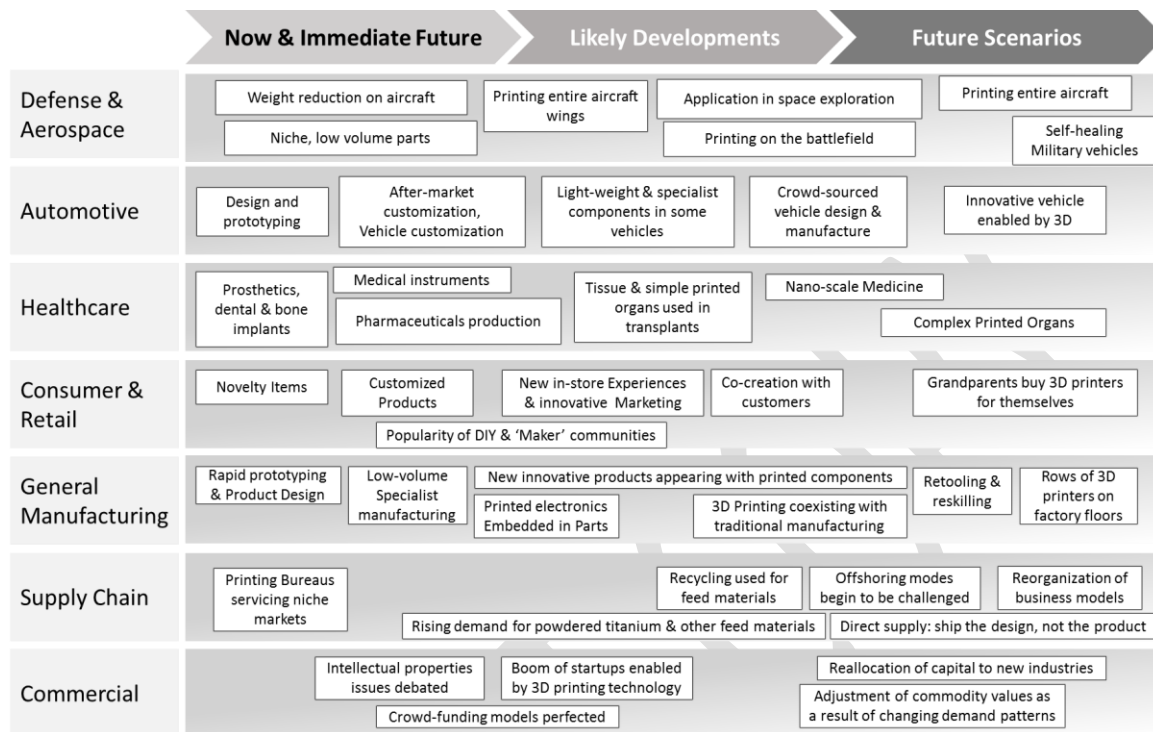 Now & Immediate Future
Likely Developments
Future Scenarios
Defense &
Aerospace
Weight reduction on aircraft
Niche, low volume parts
Printing entire aircraft
wings
Application in space exploration
Printing on the battlefield
Printing entire aircraft
Self-healing
Military vehicles
Automotive
Design and
prototyping
After-market
customization,
Vehicle customization
Light-weight & specialist
components in some
vehicles
Crowd-sourced
vehicle design &
manufacture
Innovative vehicle
enabled by 3D
Healthcare
Prosthetics,
dental & bone
implants
Medical instruments
Pharmaceuticals production
Tissue & simple printed
organs used in
transplants
Nano-scale Medicine
Complex Printed Organs
Consumer &
Retail
Novelty Items
Customized
Products
Popularity of DIY & ‘Maker’ communities
New in-store Experiences
& innovative Marketing
Co-creation with
customers
Grandparents buy 3D printers
for themselves
General
Manufacturing
Rapid prototyping
& Product Design
Low-volume
Specialist
manufacturing
New innovative products appearing with printed components
Printed electronics
Embedded in Parts
3D Printing coexisting with
traditional manufacturing
Retooling &
reskilling
Rows of 3D
printers on
factory floors
Supply Chain
Printing Bureaus
servicing niche
markets
Rising demand for powdered titanium & other feed materials
Recycling used for
feed materials
Offshoring modes
begin to be challenged
Reorganization of
business models
Direct supply: ship the design, not the product
Commercial
Intellectual properties
issues debated
Crowd-funding models perfected
Boom of startups enabled
by 3D printing technology
Reallocation of capital to new industries
Adjustment of commodity values as
a result of changing demand patterns